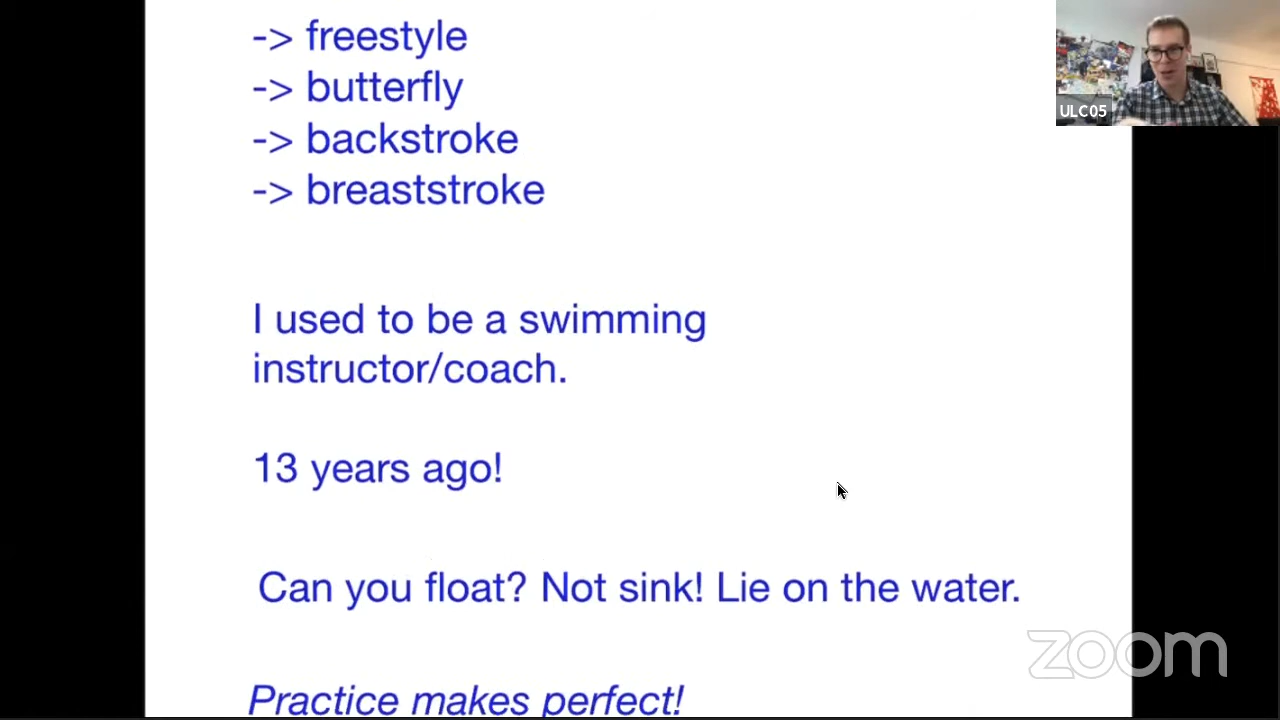 -> freestyle
-> butterfly
-> backstroke
-> breaststroke
I used to be a swimming
instructor/coach.
13 years ago!
Can you float? Not sink! Lie on the water.
Practice makes perfect!
ULC05
zoom